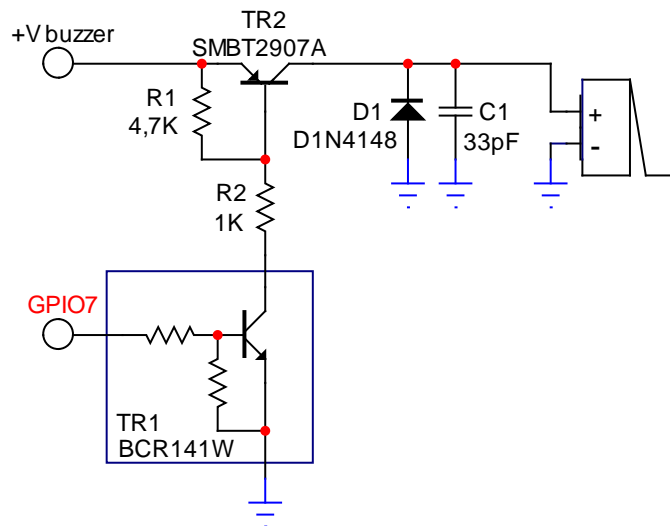 +V buzzer
TR2
SMBT2907A
R1
4,7K
D1
D1N4148
C1
33pF
+
-
R2
1K
GPIO7
TR1
BCR141W